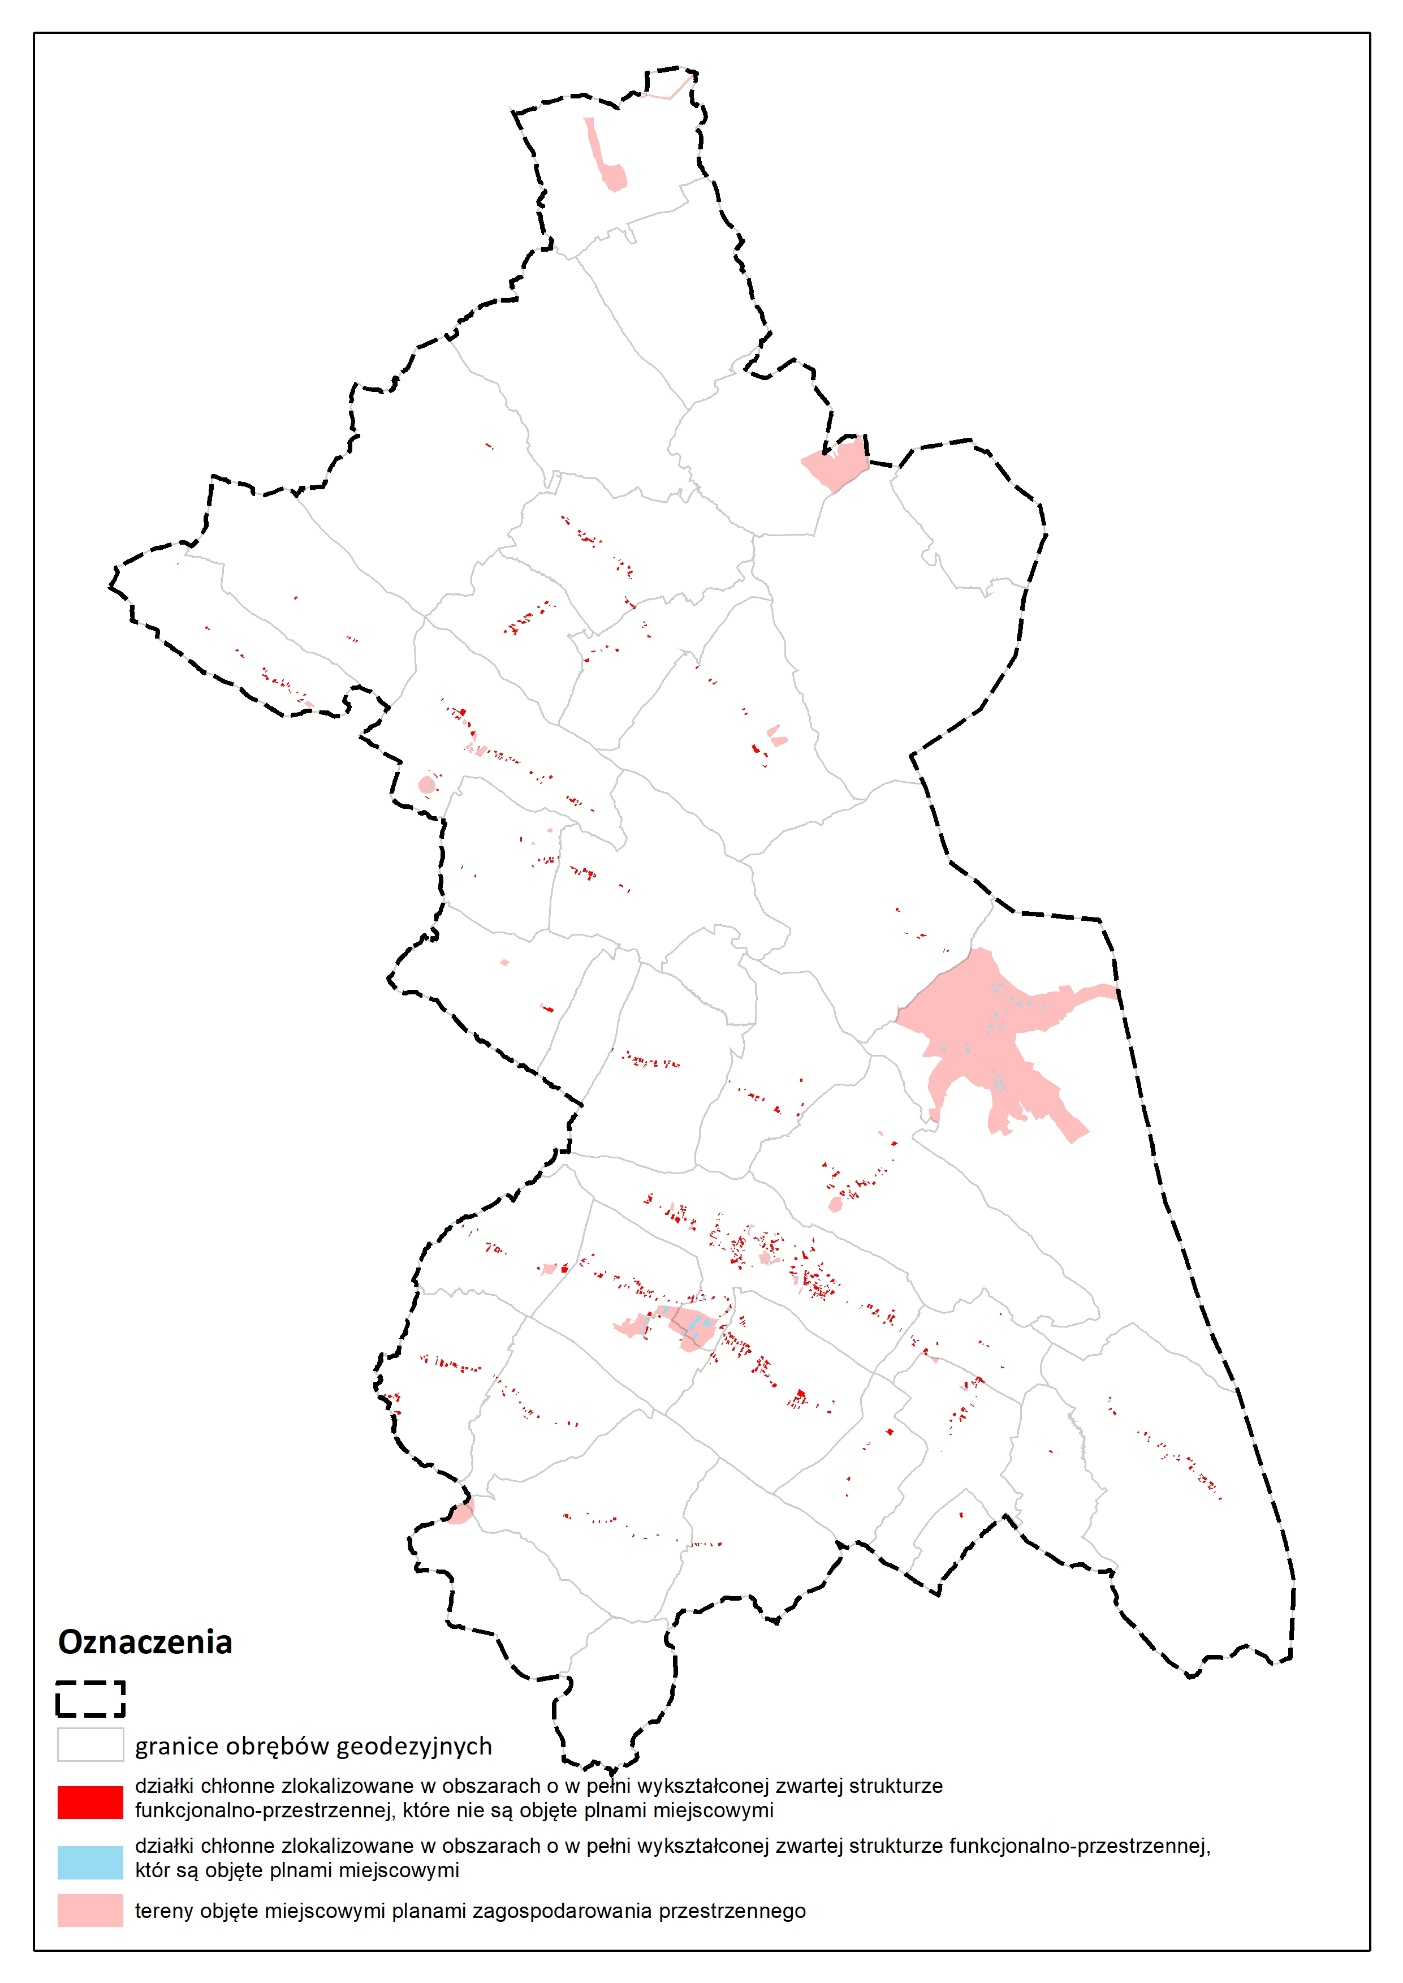 Oznaczenia
granice obrębów geodezyjnych
działki chłonne zlokalizowane w obszarach o w pełni wykształconej zwartej strukturze
funkcjonalno-przestrzennej, które nie są objęte plnami miejscowymi
działki chłonne zlokalizowane w obszarach o w pełni wykształconej zwartej strukturze funkcjonalno-przestrzennej,
któr są objęte plnami miejscowymi
tereny objęte miejscowymi planami zagospodarowania przestrzennego